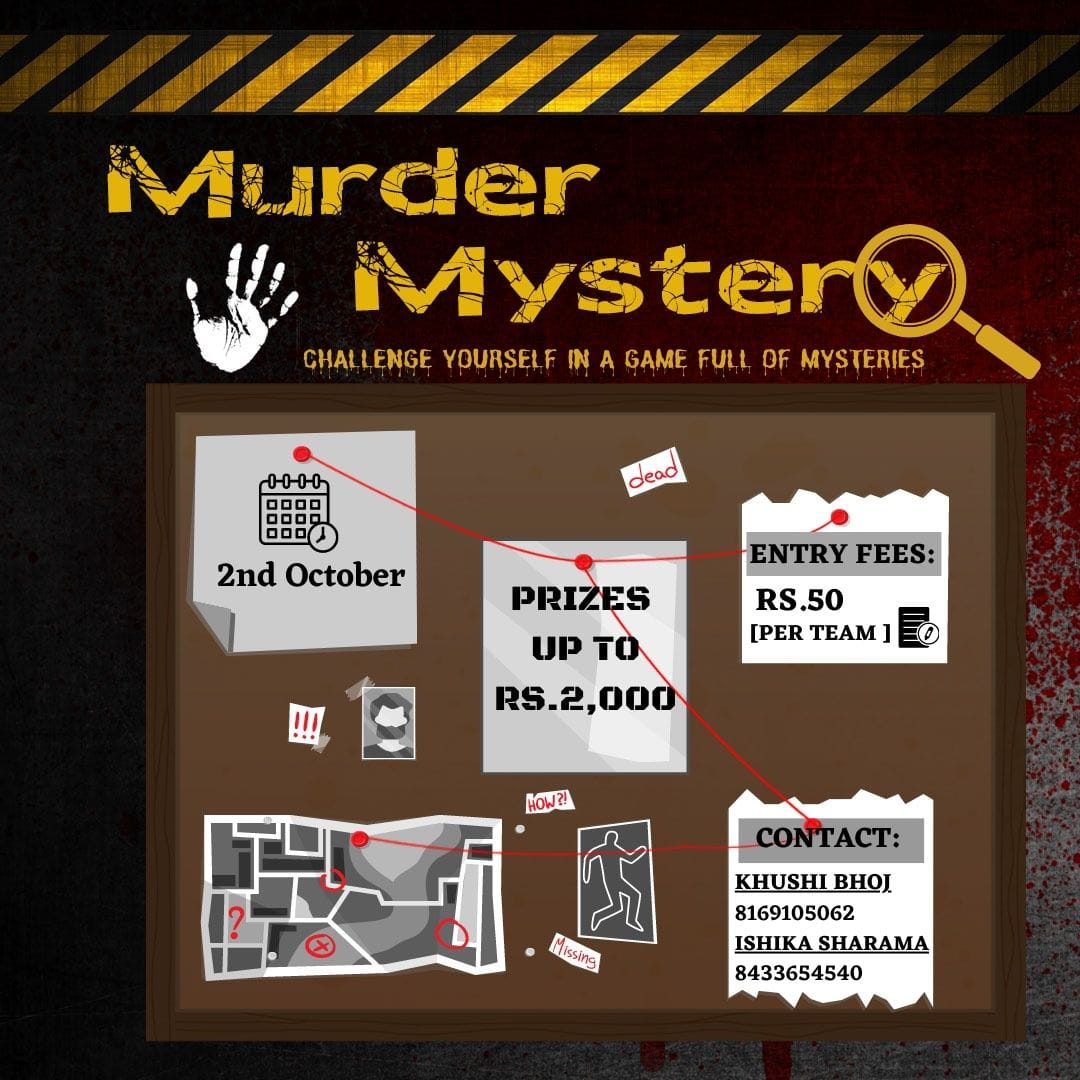 Murder
Mystery
CHALLENGE YOURSELF IN A GAME FULL OF MYSTERIES
2nd October
dead
PRIZES
UP TO
RS.2,000
ENTRY FEES:
RS.50
[PER TEAM ]
!!!
HOW?!
?
Missing
CONTACT:
KHUSHI BHOJ
8169105062
ISHIKA SHARAMA
8433654540